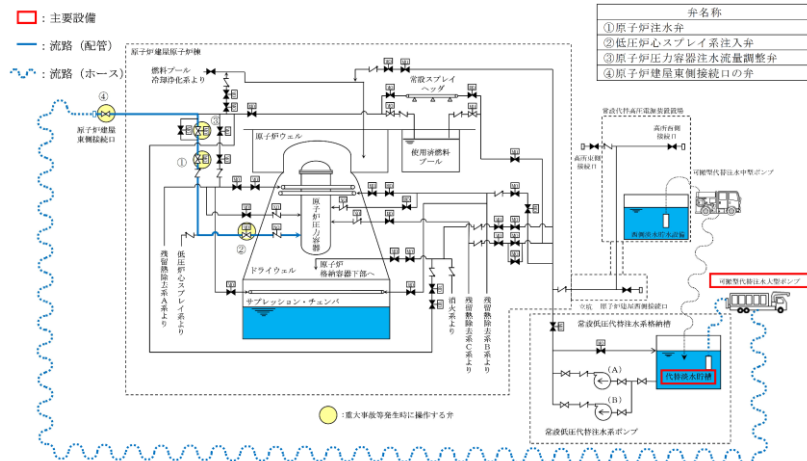 ：主要設備
：流路（配管）
：流路（ホース）
弁名称
①原子炉注水弁
②低圧炉心スプレイ系注入弁
③原子炉圧力容器注水流量調整弁
④原子炉建屋東側接続口の弁
原子炉建屋原子炉棟
燃料プール
冷却浄化系より
常設スプレイ
ヘッダ
④
原子炉建屋
東側接続口
③
①
②
原子炉ウェル
使用済燃料
プール
原子炉圧力容器
常設代替高圧電源装置置場
高所西側
接続口
高所東側
接続口
可搬型代替注水中型ポンプ
西側淡水貯水設備
残留熱除去系A系より
低圧炉心スプレイ系より
ドライウェル
原子炉
格納容器下部へ
サプレッション・チェンバ
消火系より
残留熱除去系C系より
残留熱除去系B系より
原子炉建屋西側接続口
可搬型代替注水大型ポンプ
常設低圧代替注水系格納槽
(A)
(B)
代替淡水貯槽
常設低圧代替注水系ポンプ
：重大事故等発生時に操作する弁